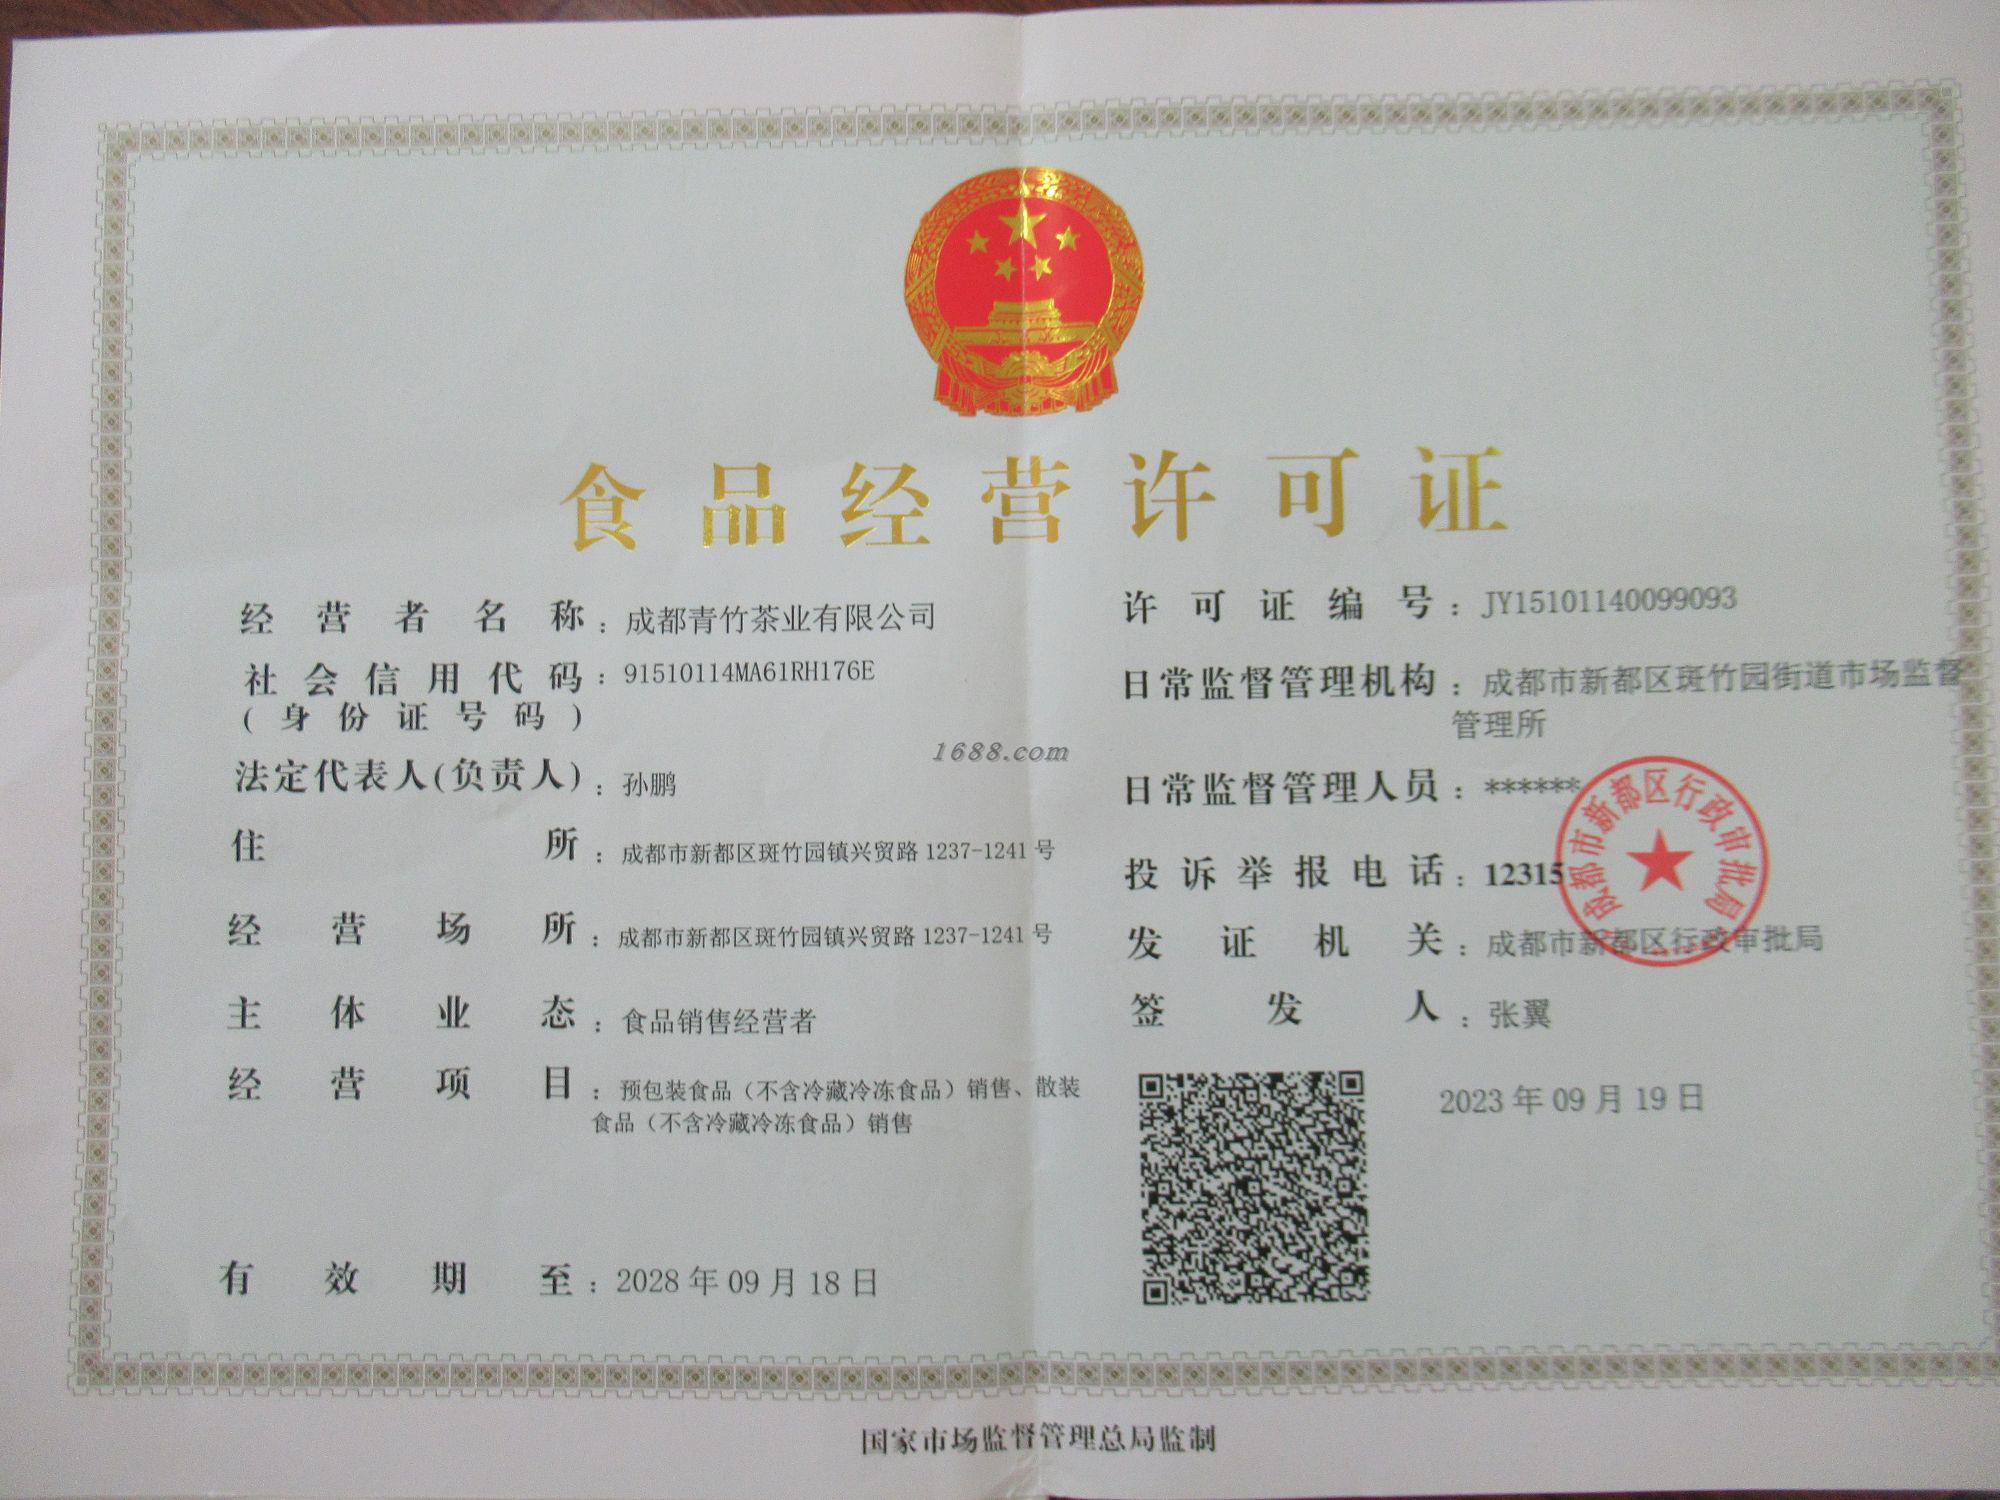 食品经营许可证
经营者名称：成都青竹茶业有限公司
社会信用代码：91510114MA61RH176E
(身份证号码)
法定代表人(负责人)：孙鹏
住所：成都市新都区斑竹园镇兴贸路1237-1241号
经营场所：成都市新都区斑竹园镇兴贸路1237-1241号
主体业态：食品销售经营者
经营项目：预包装食品（不含冷藏冷冻食品）销售、散装
食品（不含冷藏冷冻食品）销售
有效期至：2028年09月18日
许可证编号：JY15101140099093
日常监督管理机构：成都市新都区斑竹园街道市场监督
管理所
日常监督管理人员：******
投诉举报电话：12315
发证机关：成都市新都区行政审批局
签发人：张翼
2023年09月19日
成都市新都区行政审批局
1688.com
国家市场监督管理总局监制